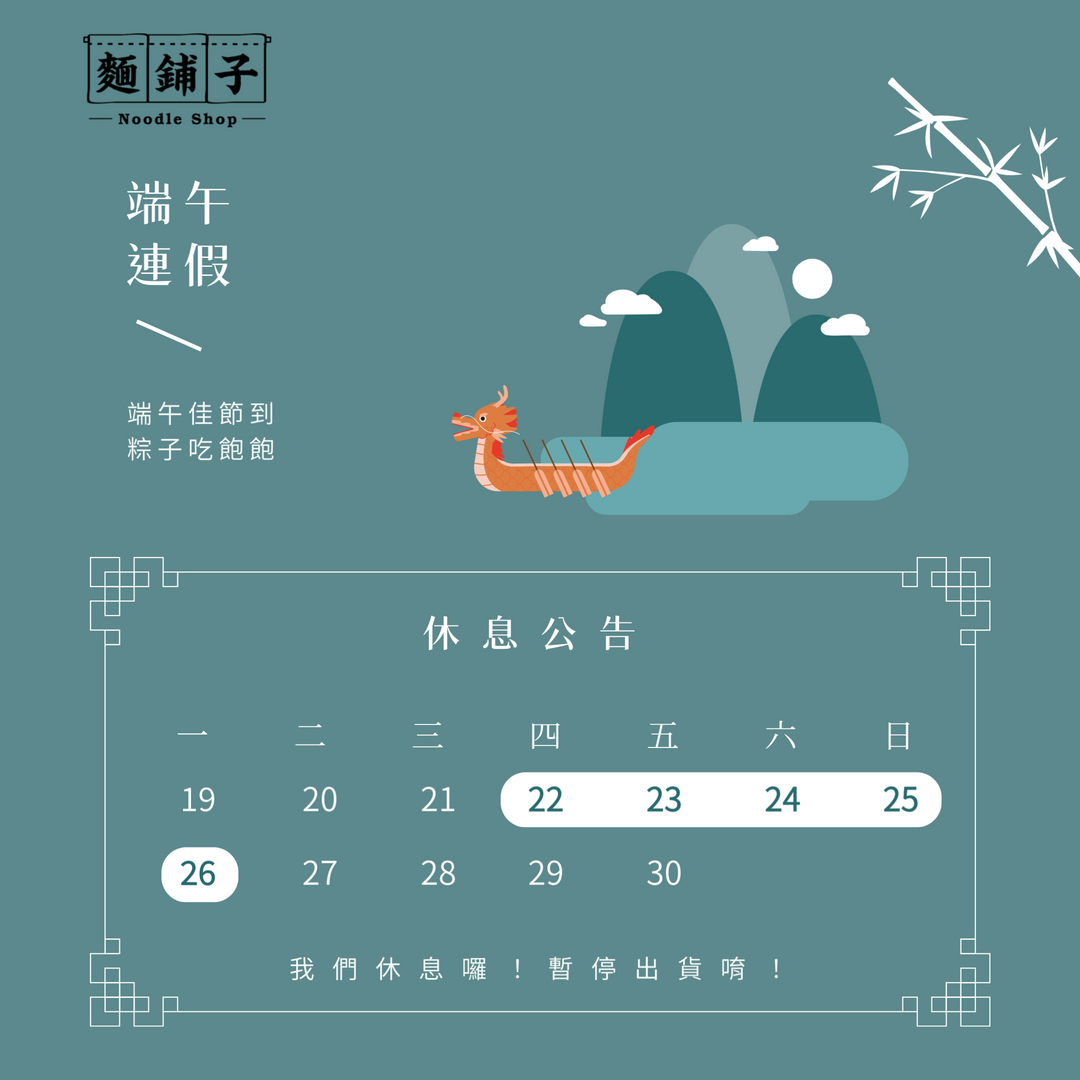 麵鋪子
Noodle Shop
端午
連假
端午佳節到
粽子吃飽飽
休息公告
一 二 三 四 五 六 日
19 20 21 22 23 24 25
26 27 28 29 30
我們休息囉！暫停出貨唷！